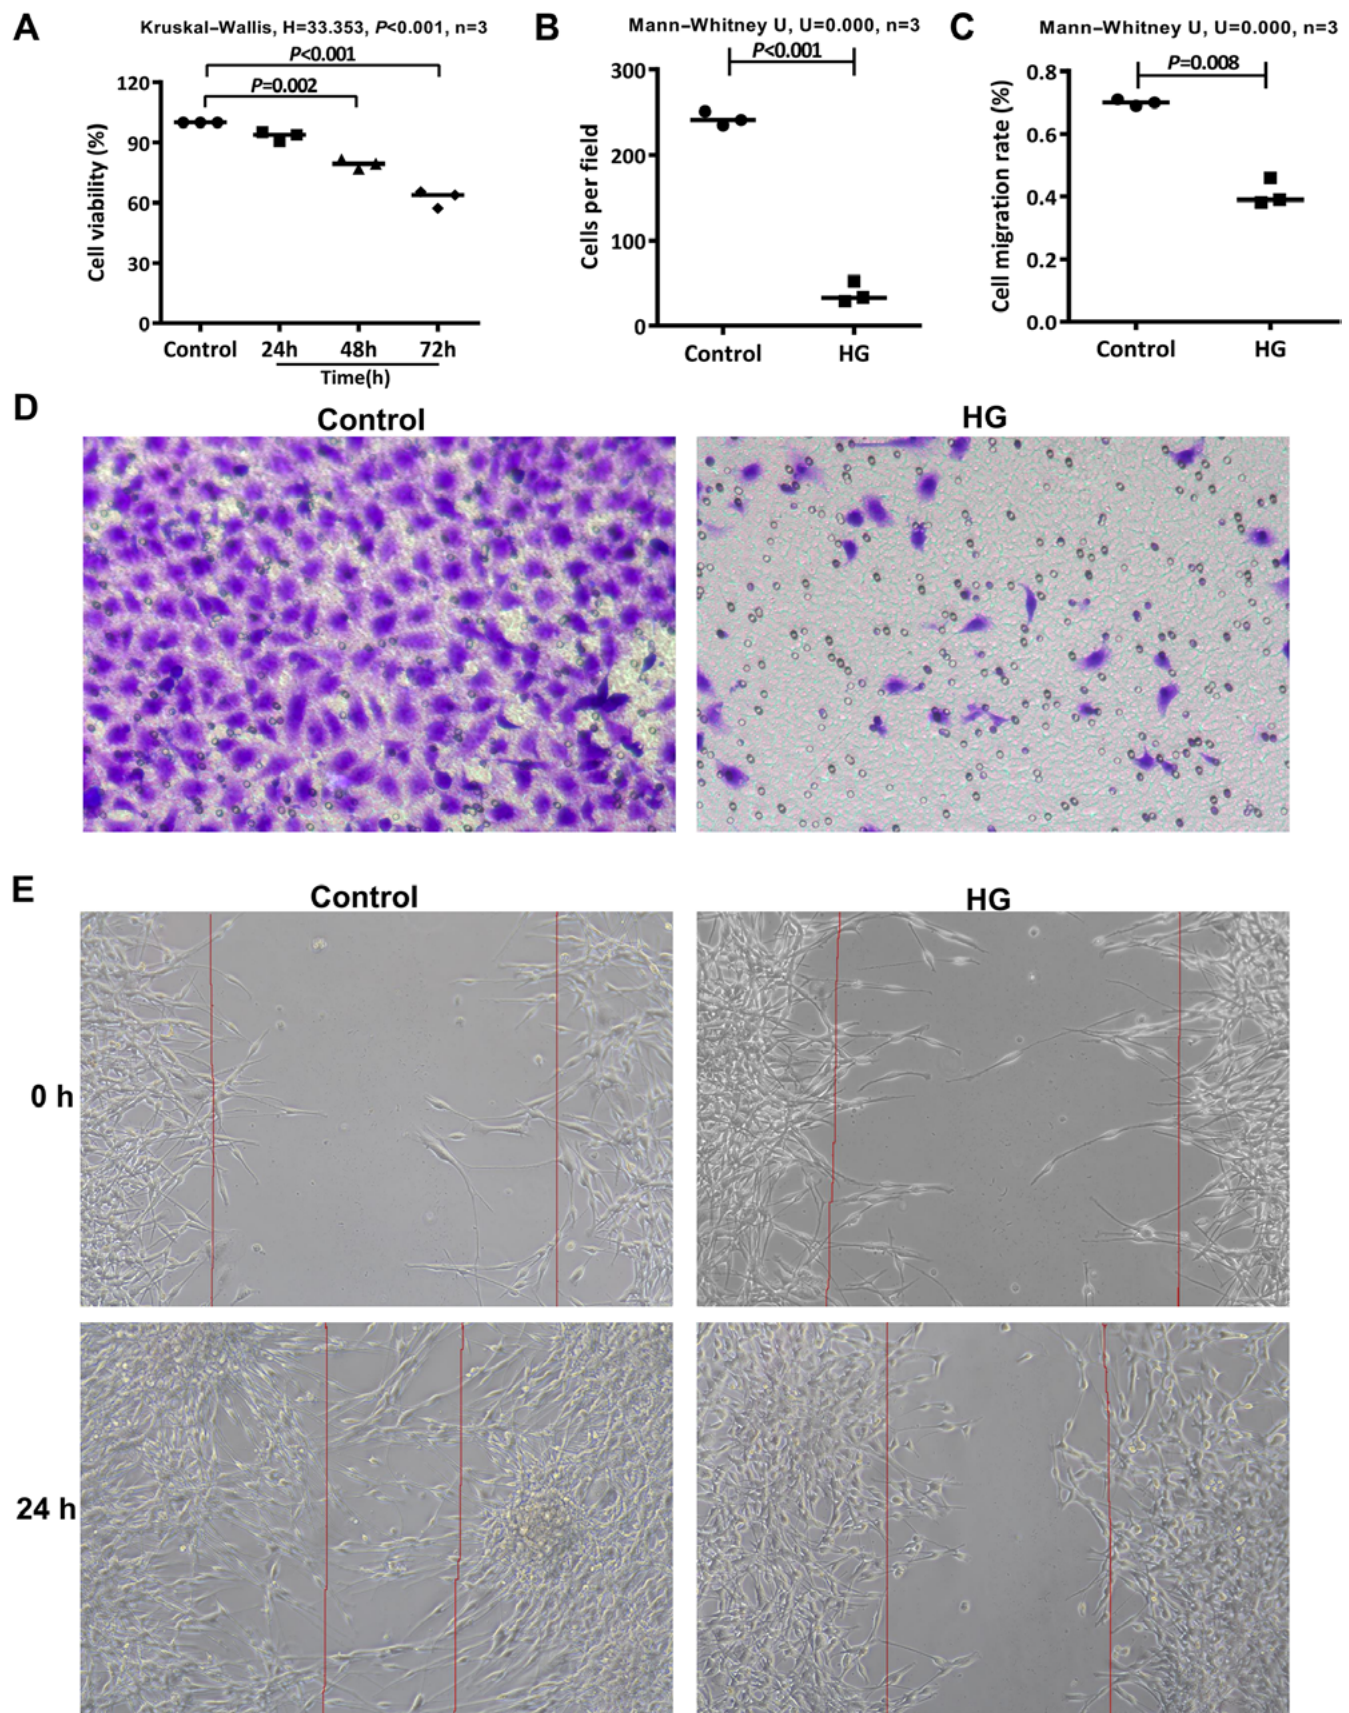 A
Kruskal–Wallis, H=33.353, P<0.001, n=3
P<0.001
P=0.002
Cell viability (%)
120
90
60
30
0
Control 24h 48h 72h
Time(h)
B
Mann–Whitney U, U=0.000, n=3
P<0.001
Cells per field
300
200
100
0
Control HG
C
Mann–Whitney U, U=0.000, n=3
P=0.008
Cell migration rate (%)
0.8
0.6
0.4
0.2
0.0
Control HG
D
Control HG
E
Control HG
0 h
24 h